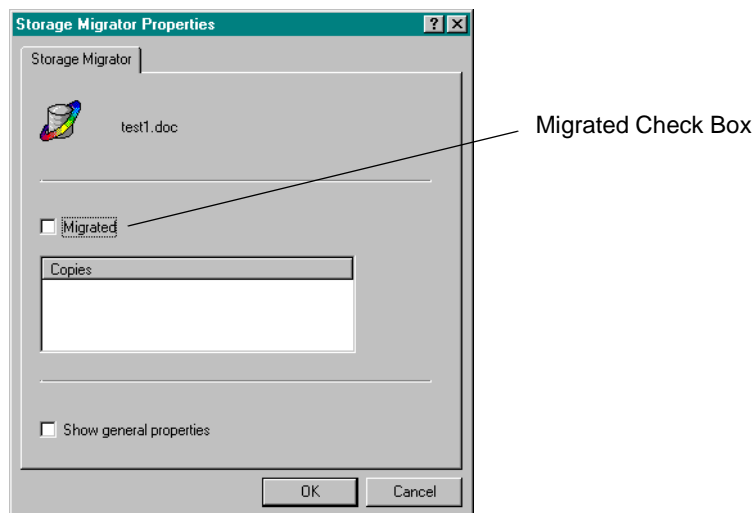 Storage Migrator Properties
Storage Migrator
test1.doc
Migrated Check Box
Migrated
Copies
Show general properties
OK
Cancel